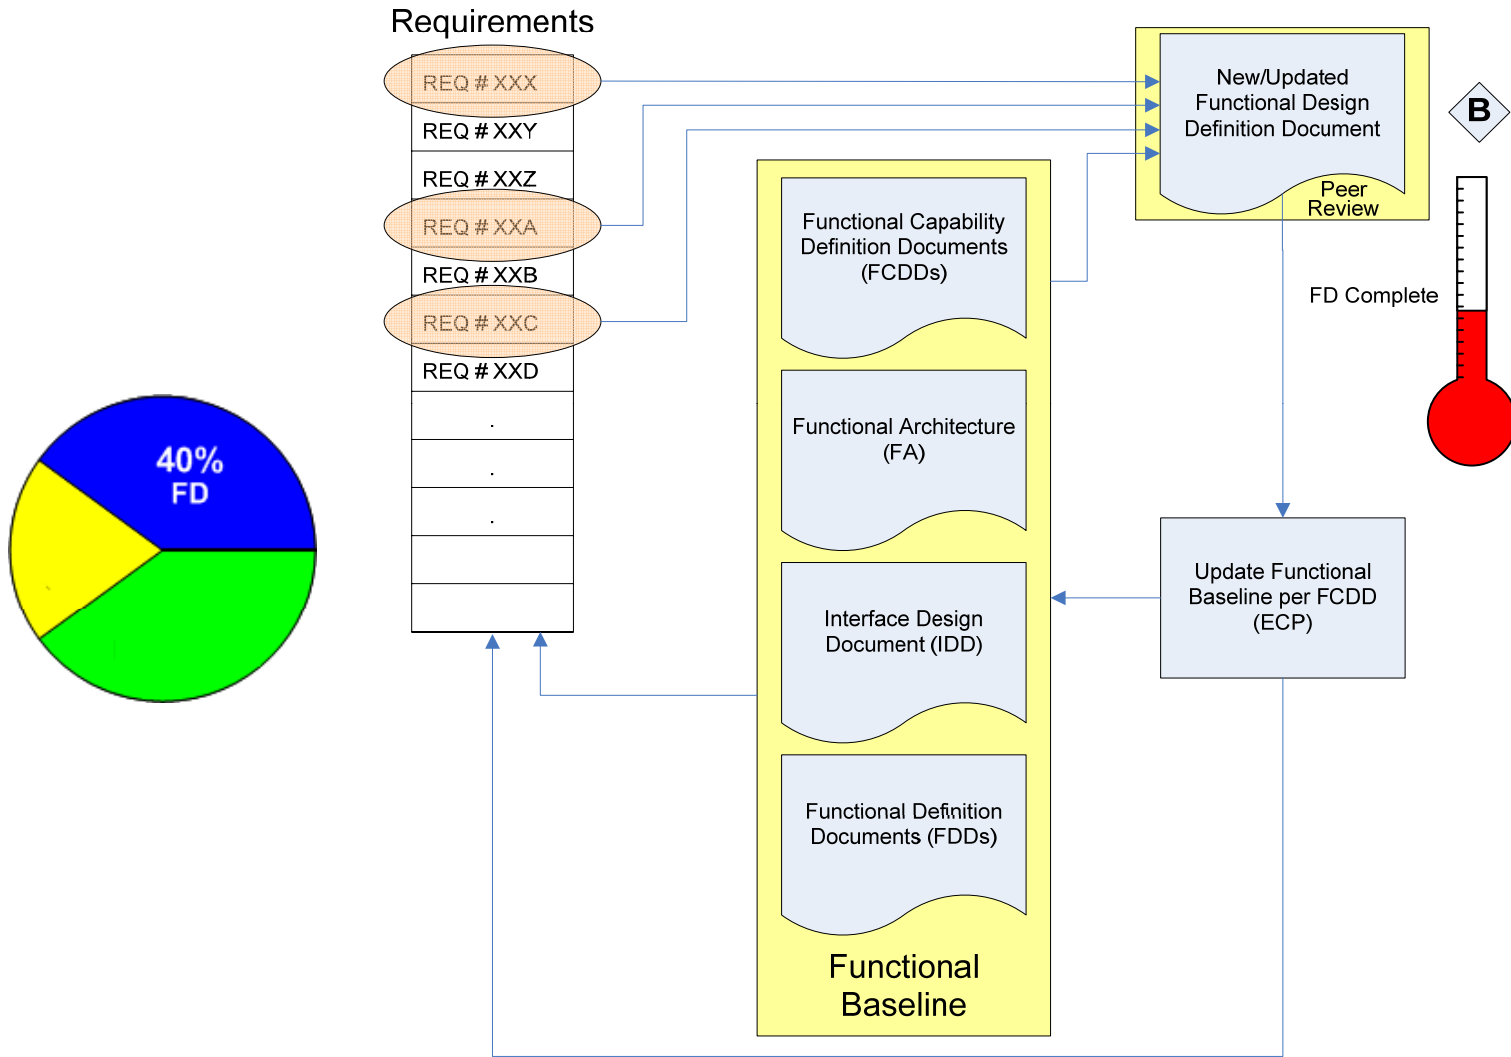 Requirements
REQ # XXX
REQ # XXY
REQ # XXZ
REQ # XXA
REQ # XXB
REQ # XXC
REQ # XXD
.
.
.
40%
FD
Functional Capability
Definition Documents
(FCDDs)
Functional Architecture
(FA)
Interface Design
Document (IDD)
Functional Definition
Documents (FDDs)
Functional
Baseline
New/Updated
Functional Design
Definition Document
Peer
Review
B
FD Complete
Update Functional
Baseline per FCDD
(ECP)